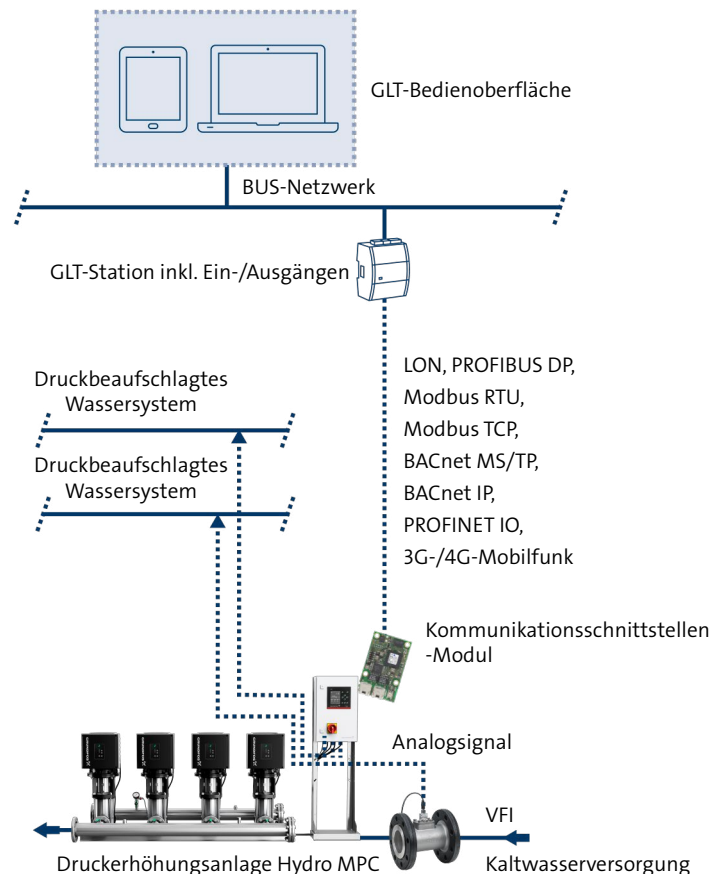 GLT-Bedienoberfläche
BUS-Netzwerk
GLT-Station inkl. Ein-/Ausgängen
LON, PROFIBUS DP,
Modbus RTU,
Modbus TCP,
BACnet MS/TP,
BACnet IP,
PROFINET IO,
3G-/4G-Mobilfunk
Druckbeaufschlagtes
Wassersystem
Druckbeaufschlagtes
Wassersystem
Kommunikationsschnittstellen
-Modul
Analogsignal
VFI
Druckerhöhungsanlage Hydro MPC
Kaltwasserversorgung